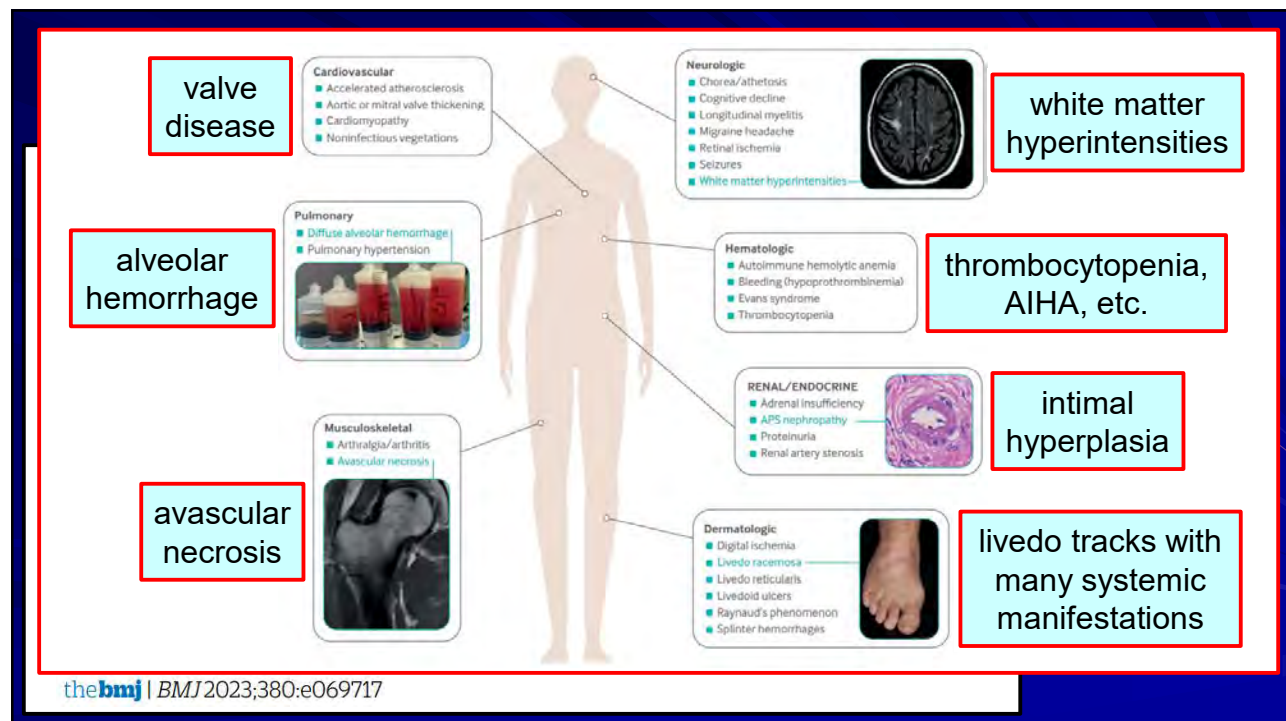 valve
disease
Cardiovascular
Accelerated atherosclerosis
Aortic or mitral valve thickening
Cardiomyopathy
Noninfectious vegetations
Neurologic
Chorea/athetosis
Cognitive decline
Longitudinal myelitis
Migraine headache
Retinal ischemia
Seizures
White matter hyperintensities
white matter
hyperintensities
alveolar
hemorrhage
Pulmonary
Diffuse alveolar hemorrhage
Pulmonary hypertension
Hematologic
Autoimmune hemolytic anemia
Bleeding (hypoprothrombinemia)
Evans syndrome
Thrombocytopenia
thrombocytopenia,
AIHA, etc.
RENAL/ENDOCRINE
Adrenal insufficiency
APS nephropathy
Proteinuria
Renal artery stenosis
intimal
hyperplasia
avascular
necrosis
Musculoskeletal
Arthralgia/arthritis
Avascular necrosis
Dermatologic
Digital ischemia
Livedo racemosa
Livedo reticularis
Livedoid ulcers
Raynaud's phenomenon
Splinter hemorrhages
livedo tracks with
many systemic
manifestations
thebmj | BMJ 2023;380:e069717